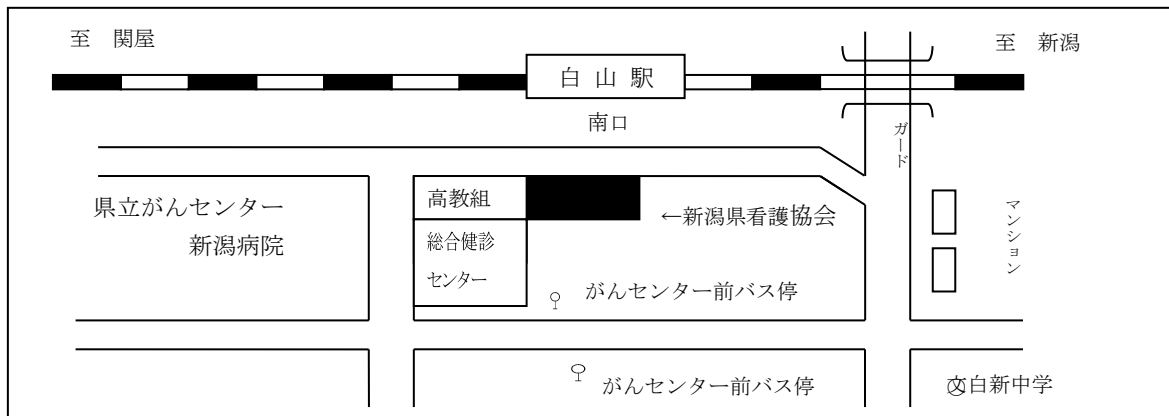 至　関屋
至　新潟
白 山 駅
南口
ガード
高教組
←新潟県看護協会
県立がんセンター
新潟病院
マンション
総合健診
センター
がんセンター前バス停
がんセンター前バス停
文白新中学